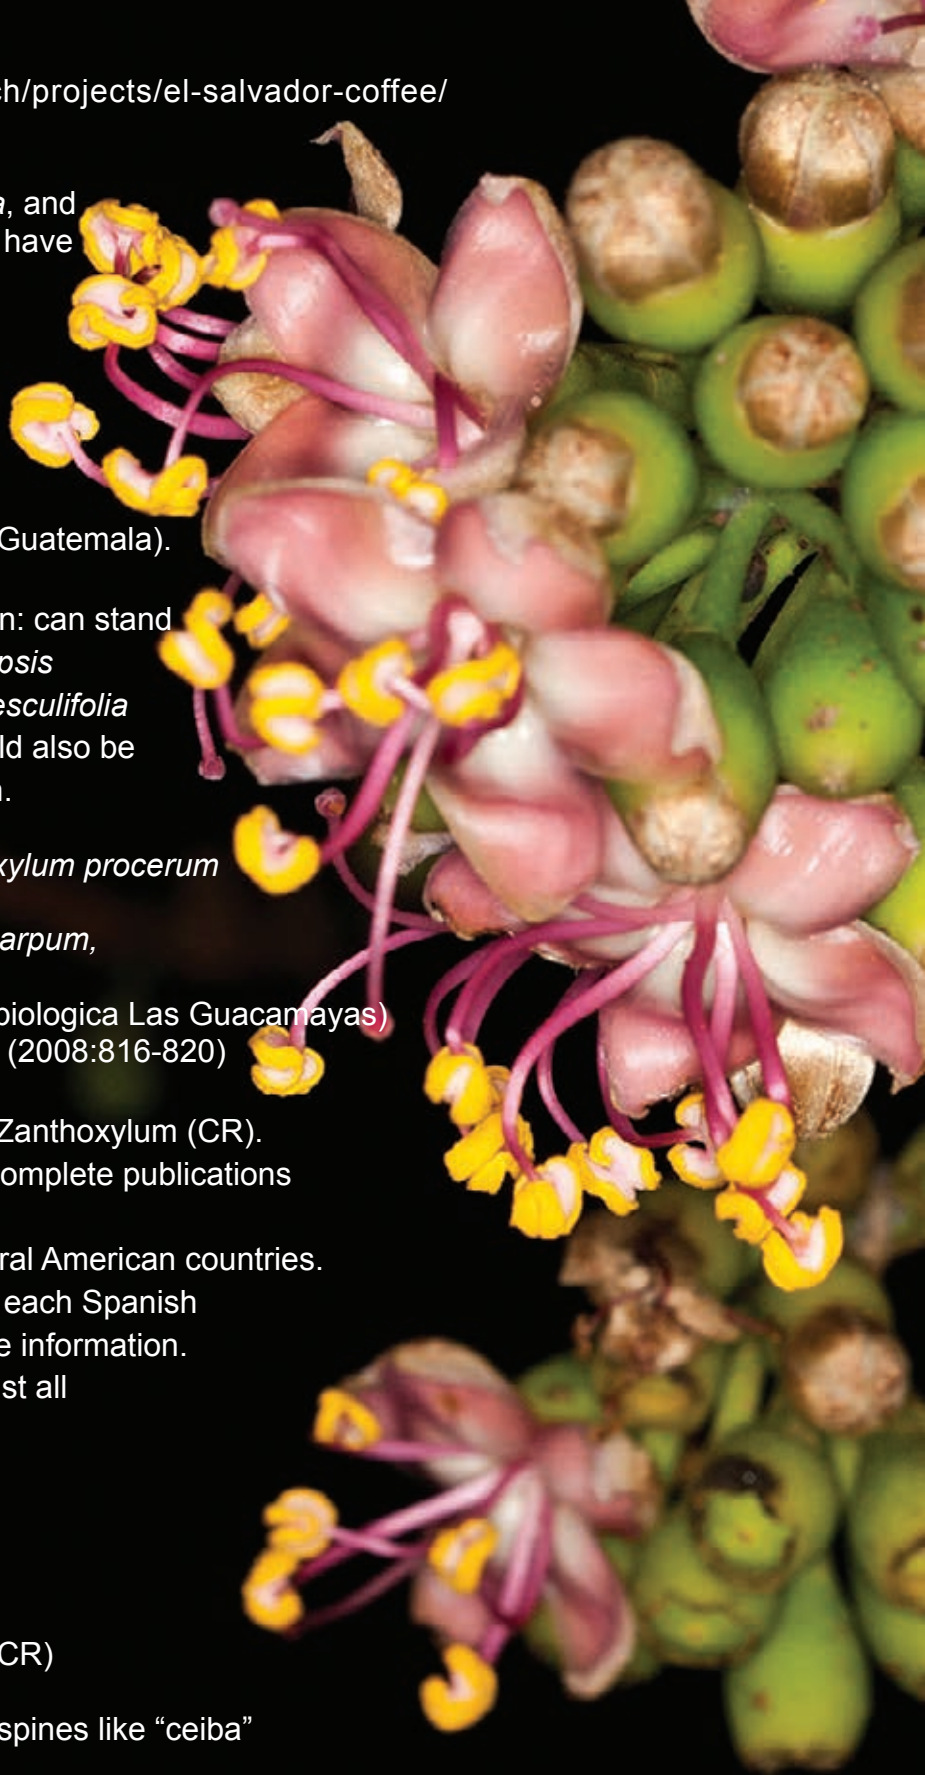 ch/projects/el-salvador-coffee/
a, and
have
Guatemala).
n: can stand
psis
esculifolia
ld also be
n.
xylum procerum
arpum,
biologica Las Guacamayas)
(2008:816-820)
Zanthoxylum (CR).
omplete publications
ral American countries.
each Spanish
e information.
st all
CR)
spines like “ceiba”